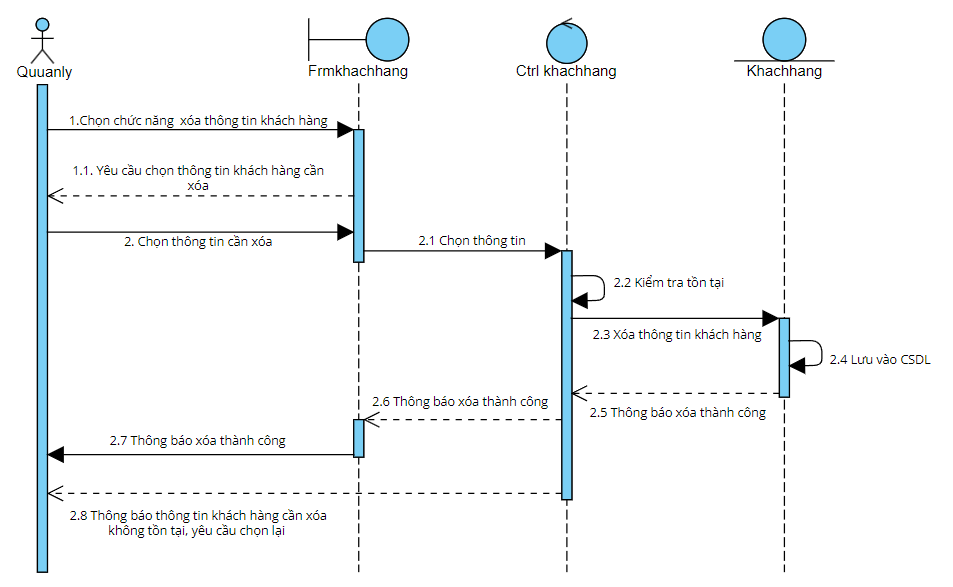 Quuanly
Frmkhachhang
Ctrl khachhang
Khachhang
1.Chọn chức năng xóa thông tin khách hàng
1.1. Yêu cầu chọn thông tin khách hàng cần
xóa
2. Chọn thông tin cần xóa
2.1 Chọn thông tin
2.2 Kiểm tra tồn tại
2.3 Xóa thông tin khách hàng
2.4 Lưu vào CSDL
2.5 Thông báo xóa thành công
2.6 Thông báo xóa thành công
2.7 Thông báo xóa thành công
2.8 Thông báo thông tin khách hàng cần xóa
không tồn tại, yêu cầu chọn lại